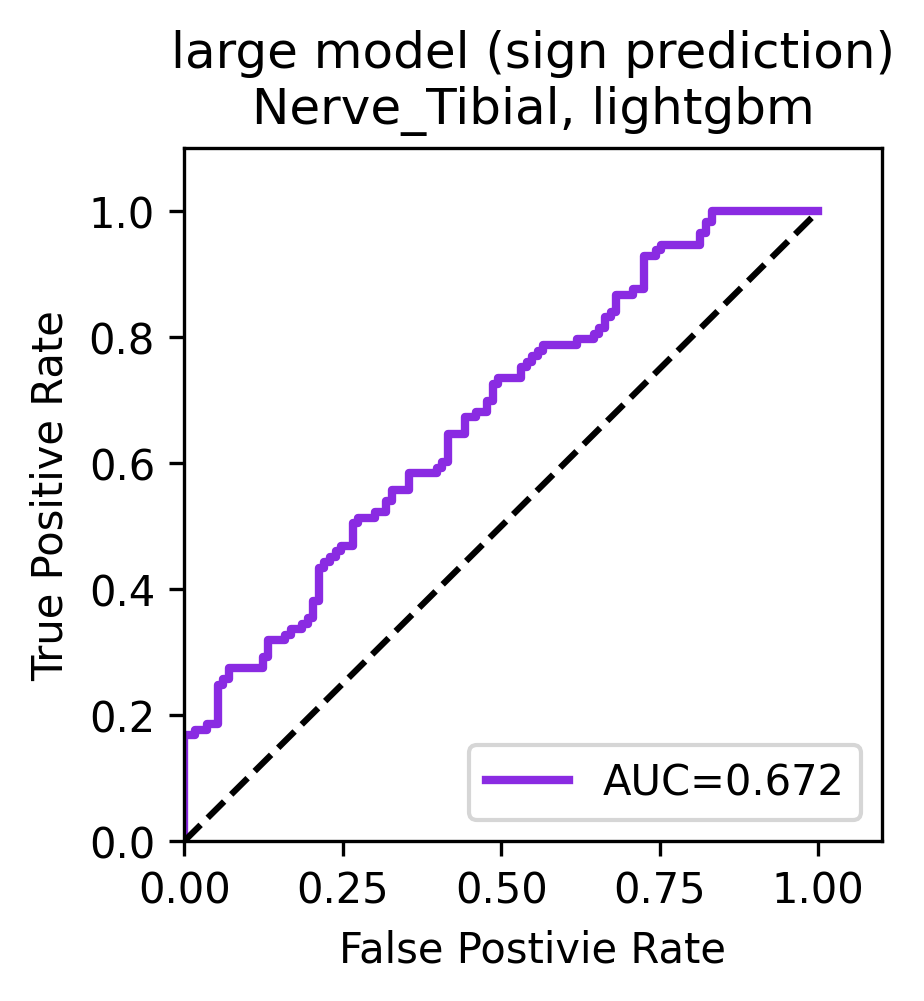 large model (sign prediction)
Nerve_Tibial, lightgbm
1.0
0.8
0.6
0.4
0.2
0.0
True Positive Rate
AUC=0.672
0.00 0.25 0.50 0.75 1.00
False Postivie Rate